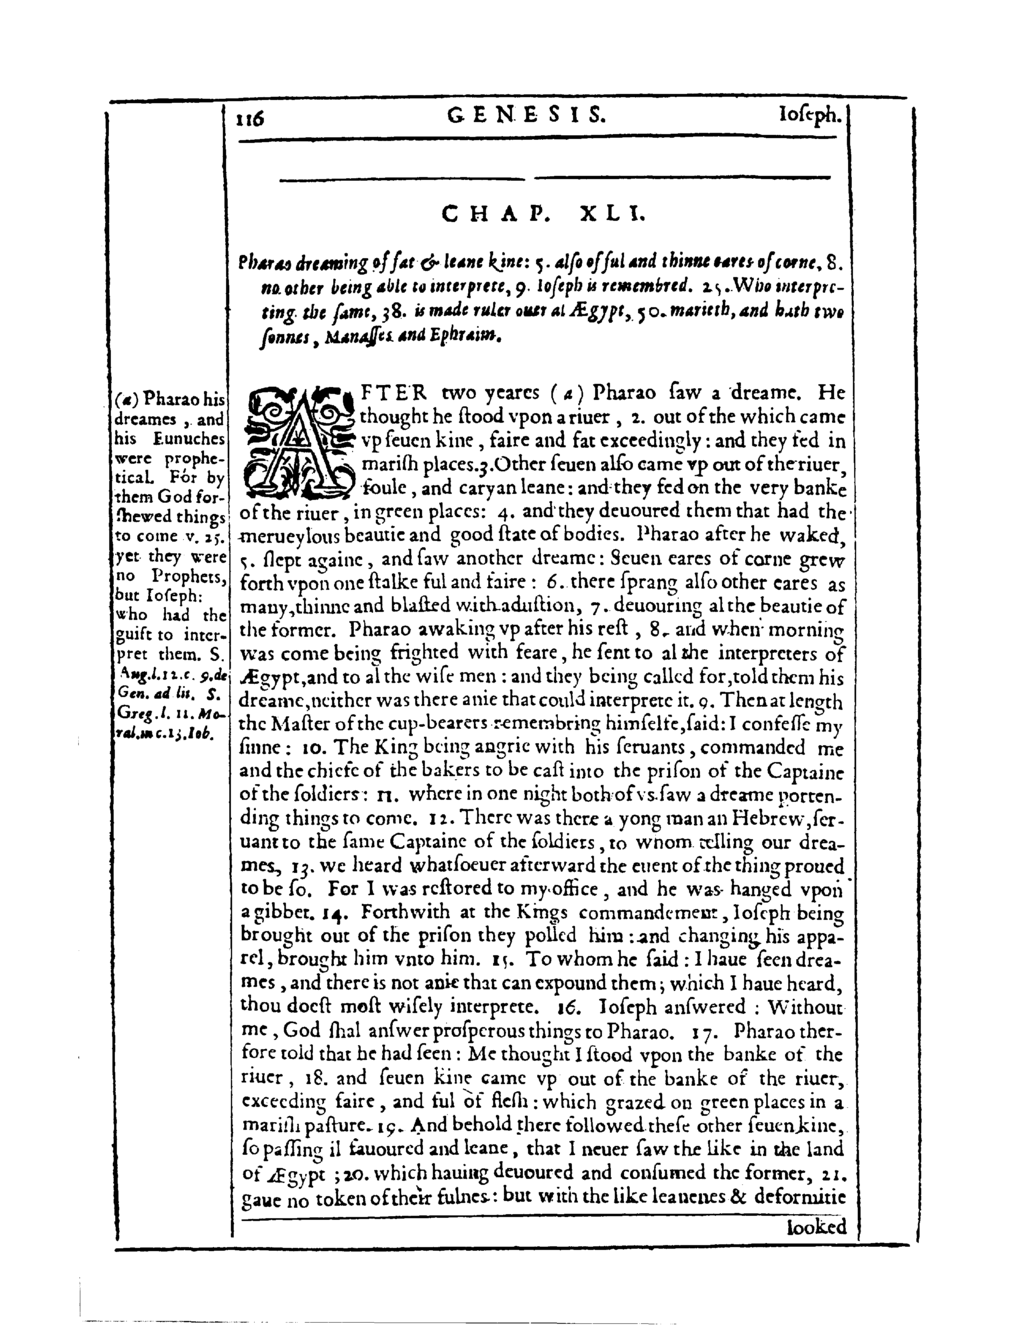 116 GENESIS. Ioſeph.
CHAP. XLI.
Pharao dreaming of fat & leane kine: 5. alſo of ful and thinne eares of corne, 8.
no other being able to interprete, 9. Ioſeph is remembred. 25. Who interpre-
ting the ſame, 38. is made ruler ouer al Ægypt, 50. marieth, and hath two
ſonnes, Manaſſes and Ephraim.
(a) Pharao his
dreames, and
his Eunuches
were prophe-
tical. For by
them God for-
ſhewed things
to come v. 25.
yet they were
no Prophets,
but Ioſeph:
who had the
guift to inter-
pret them. S.
Aug. l. 12. c. 9. de
Gen. ad lit. S.
Greg. l. 11. Mo-
ral. in c. 13. Iob.
AFTER two yeares (a) Pharao ſaw a dreame. He
thought he ſtood vpon a riuer, 2. out of the which came
vp ſeuen kine, faire and fat exceedingly: and they fed in
mariſh places. 3. Other ſeuen alſo came vp out of the riuer,
foule, and caryan leane: and they fed on the very banke
of the riuer, in green places: 4. and they deuoured them that had the
merueylous beautie and good ſtate of bodies. Pharao after he waked,
5. ſlept againe, and ſaw another dreame: Seuen eares of corne grew
forth vpon one ſtalke ful and faire: 6. there ſprang alſo other eares as
many, thinne and blaſted with aduſtion, 7. deuouring al the beautie of
the former. Pharao awaking vp after his reſt, 8. and when morning
was come being frighted with feare, he ſent to al the interpreters of
Ægypt, and to al the wiſe men: and they being called for, told them his
dreame, neither was there anie that could interprete it. 9. Then at length
the Maſter of the cup-bearers remembring himſelfe, ſaid: I confeſſe my
ſinne: 10. The King being angrie with his ſeruants, commanded me
and the chiefe of the bakers to be caſt into the priſon of the Captaine
of the ſoldiers: 11. where in one night both of vs ſaw a dreame porten-
ding things to come. 12. There was there a yong man an Hebrew, ſer-
uant to the ſame Captaine of the ſoldiers, to whom telling our drea-
mes, 13. we heard whatſoeuer afterward the euent of the thing proued
to be ſo. For I was reſtored to my office, and he was hanged vpon
a gibbet. 14. Forthwith at the Kings commandement, Ioſeph being
brought out of the priſon they polled him: and changing his appa-
rel, brought him vnto him. 15. To whom he ſaid: I haue ſeen drea-
mes, and there is not anie that can expound them; which I haue heard,
thou doeſt moſt wiſely interprete. 16. Ioſeph anſwered: Without
me, God ſhal anſwer proſperous things to Pharao. 17. Pharao ther-
fore told that he had ſeen: Me thought I ſtood vpon the banke of the
riuer, 18. and ſeuen kine came vp out of the banke of the riuer,
exceeding faire, and ful of fleſh: which grazed on green places in a
mariſh paſture. 19. And behold there followed theſe other ſeuen kine,
ſo paſſing il fauoured and leane, that I neuer ſaw the like in the land
of Ægypt; 20. which hauing deuoured and conſumed the former, 21.
gaue no token of their fulnes: but with the like leanenes & deformitie
looked